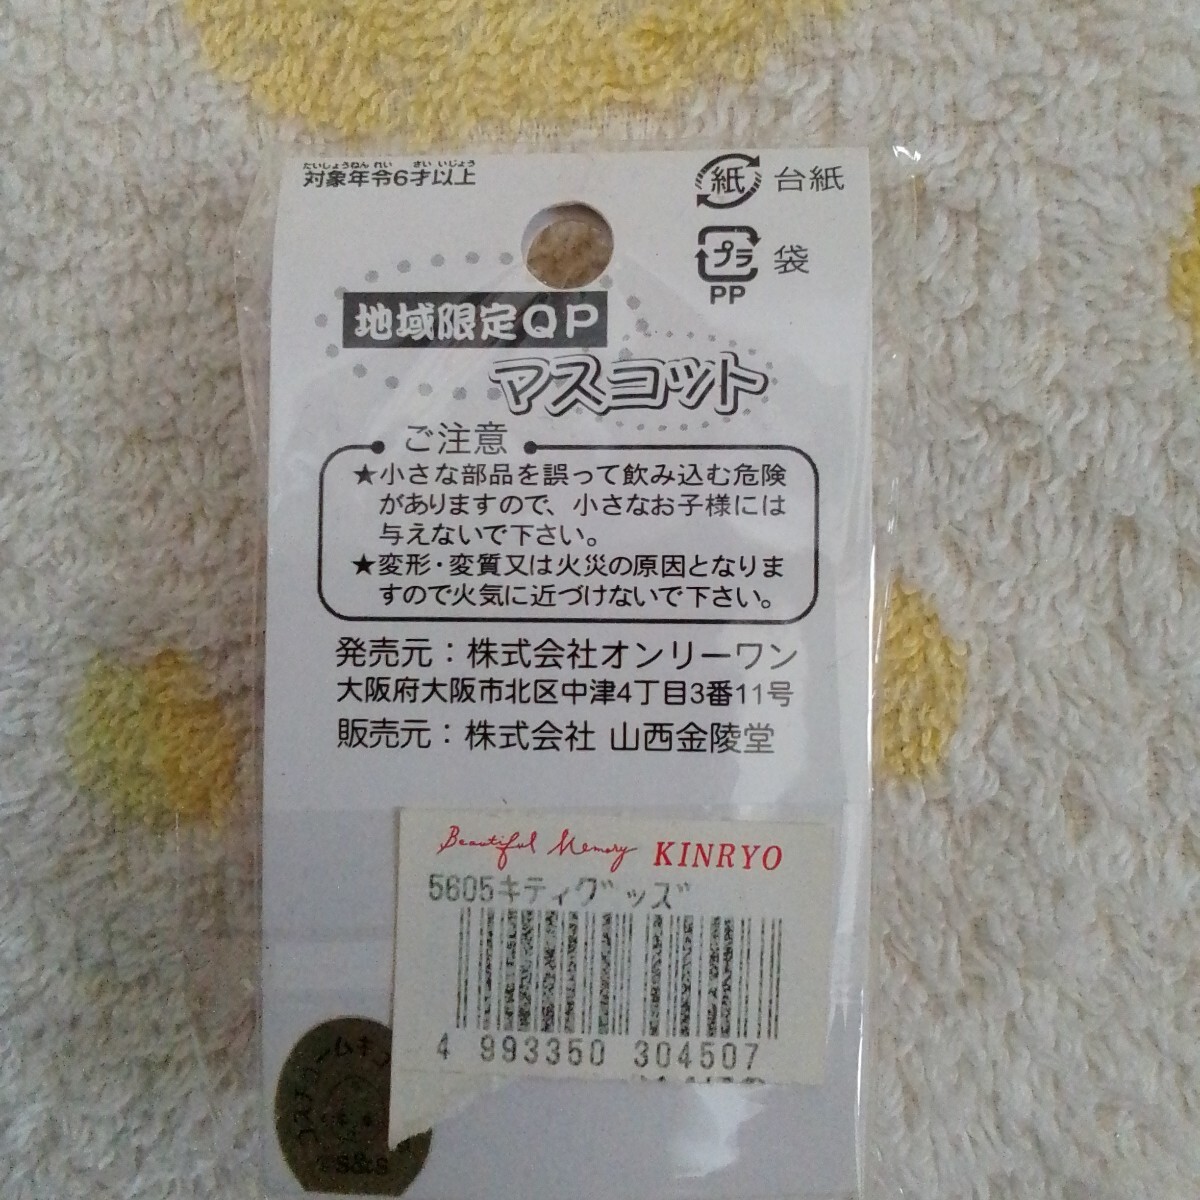 たいしょうねんれい さいいじょう
対象年令6才以上
紙 台紙
プラ 袋
PP
地域限定QP
マスコット
ご注意
★小さな部品を誤って飲み込む危険
がありますので、小さなお子様には
与えないで下さい。
★変形・変質又は火災の原因となりま
すので火気に近づけないで下さい。
発売元：株式会社オンリーワン
大阪府大阪市北区中津4丁目3番11号
販売元：株式会社 山西金陵堂
Beautiful Memory KINRYO
5605キティグッズ
4 993350 304507